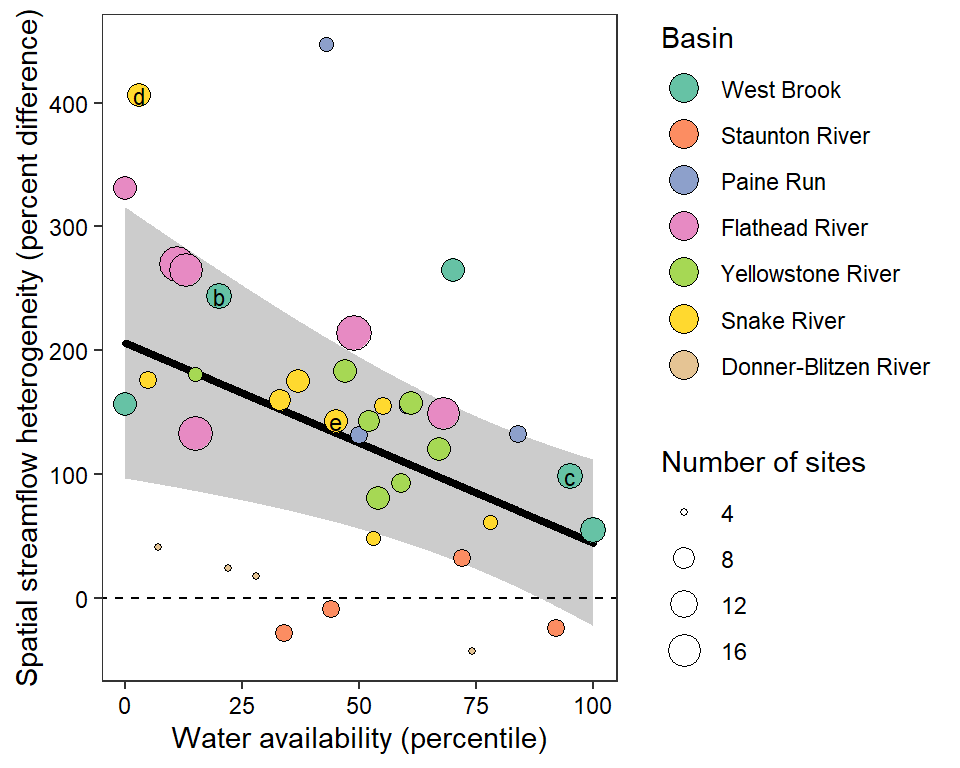 Spatial streamflow heterogeneity (percent difference)
400
300
200
100
0
d
b
e
c
0 25 50 75 100
Water availability (percentile)
Basin
West Brook
Staunton River
Paine Run
Flathead River
Yellowstone River
Snake River
Donner-Blitzen River
Number of sites
4
8
12
16